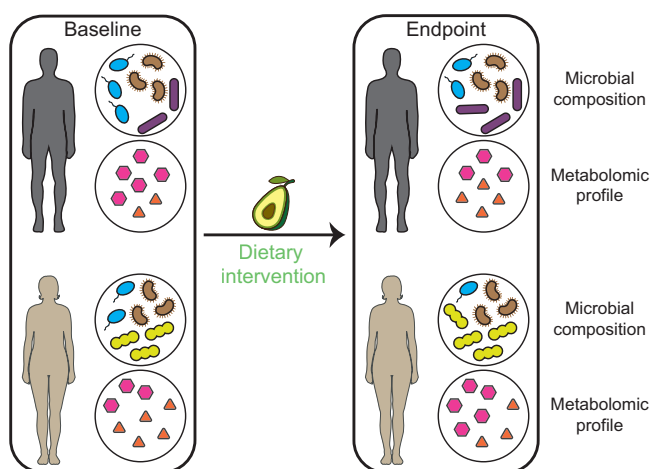 Baseline
Endpoint
Microbial
composition
Metabolomic
profile
Dietary
intervention
Microbial
composition
Metabolomic
profile